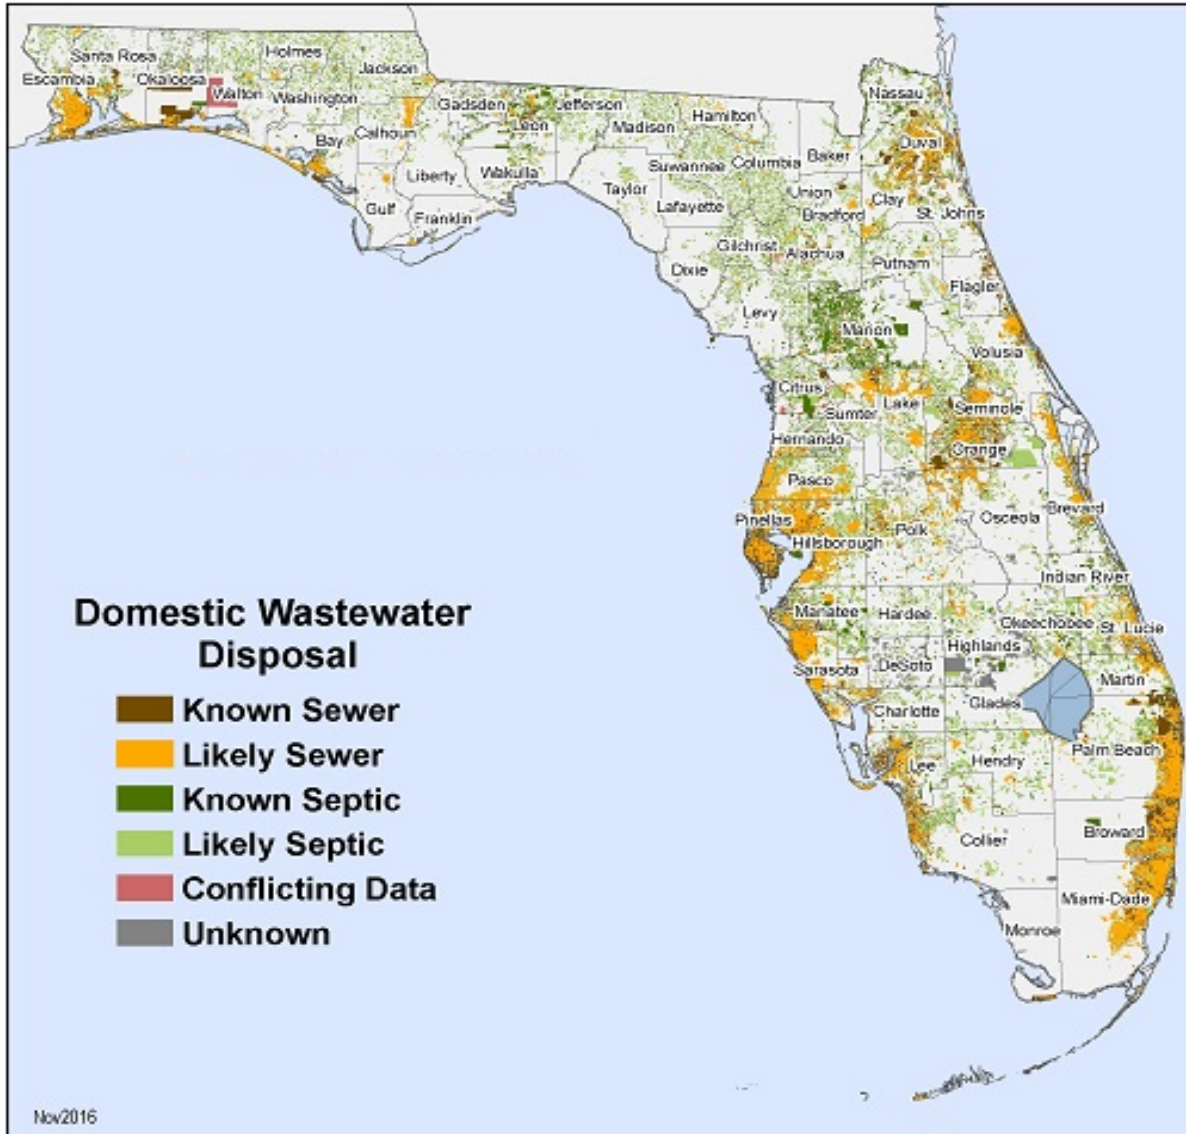 Holmes
Santa Rosa
Jackson
Escambia
Okaloosa
Walton
Washington
Gadsden
Jefferson
Nassau
Hamilton
Leon
Madison
Calhoun
Bay
Duval
Baker
Columbia
Suwannee
Wakulla
Liberty
Taylor
Union
Clay
Lafayette
Bradford
St. Johns
Gulf
Franklin
Gilchrist
Alachua
Putnam
Dixie
Flagler
Levy
Marion
Volusia
Citrus
Lake
Seminole
Sumter
Hernando
Orange
Pasco
Brevard
Pinellas
Osceola
Polk
Hillsborough
Indian River
Manatee
Hardee
Okeechobee
St. Lucie
Highlands
DeSoto
Sarasota
Martin
Glades
Charlotte
Palm Beach
Lee
Hendry
Broward
Collier
Miami-Dade
Monroe
Domestic Wastewater
Disposal
Known Sewer
Likely Sewer
Known Septic
Likely Septic
Conflicting Data
Unknown
Nov2016